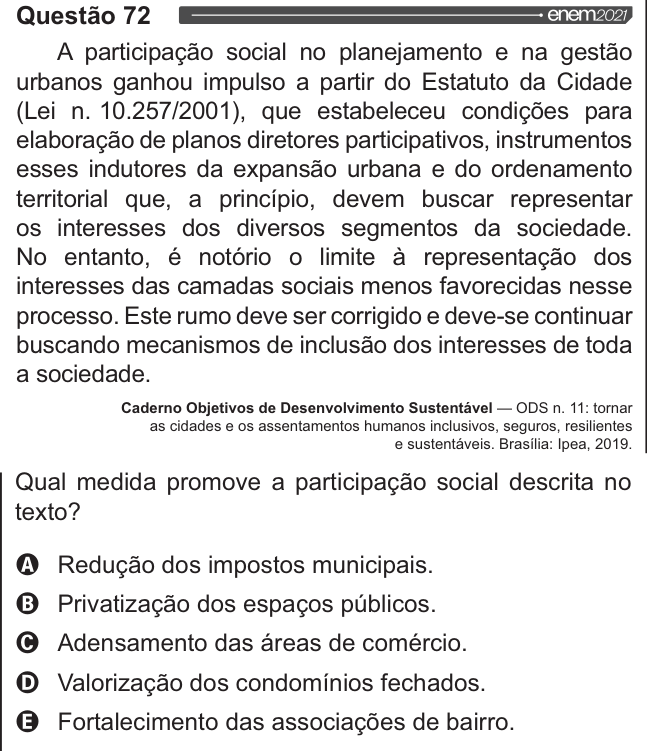 Questão 72
enem2021
A participação social no planejamento e na gestão
urbanos ganhou impulso a partir do Estatuto da Cidade
(Lei n. 10.257/2001), que estabeleceu condições para
elaboração de planos diretores participativos, instrumentos
esses indutores da expansão urbana e do ordenamento
territorial que, a princípio, devem buscar representar
os interesses dos diversos segmentos da sociedade.
No entanto, é notório o limite à representação dos
interesses das camadas sociais menos favorecidas nesse
processo. Este rumo deve ser corrigido e deve-se continuar
buscando mecanismos de inclusão dos interesses de toda
a sociedade.
Caderno Objetivos de Desenvolvimento Sustentável — ODS n. 11: tornar
as cidades e os assentamentos humanos inclusivos, seguros, resilientes
e sustentáveis. Brasília: Ipea, 2019.
Qual medida promove a participação social descrita no
texto?
A Redução dos impostos municipais.
B Privatização dos espaços públicos.
C Adensamento das áreas de comércio.
D Valorização dos condomínios fechados.
E Fortalecimento das associações de bairro.